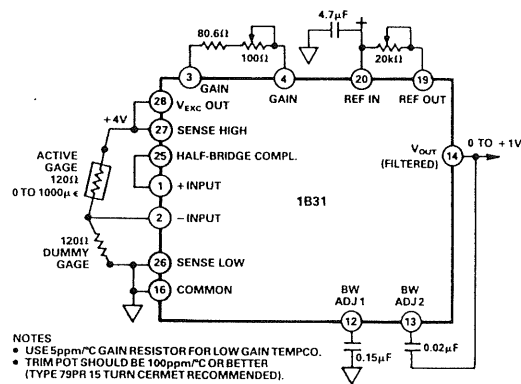 4.7µF
+
80.6Ω
100Ω
20kΩ
3
4
20
19
GAIN
GAIN
REF IN
REF OUT
28
VEXC OUT
+4V
27
SENSE HIGH
VOUT
(FILTERED)
14
0 TO +1V
ACTIVE
GAGE
120Ω
0 TO 1000µϵ
25
HALF-BRIDGE COMPL.
1
+INPUT
1B31
2
−INPUT
120Ω
DUMMY
GAGE
26
SENSE LOW
16
COMMON
BW
ADJ 1
BW
ADJ 2
12
13
0.15µF
0.02µF
NOTES
• USE 5ppm/°C GAIN RESISTOR FOR LOW GAIN TEMPCO.
• TRIM POT SHOULD BE 100ppm/°C OR BETTER
(TYPE 79PR 15 TURN CERMET RECOMMENDED).